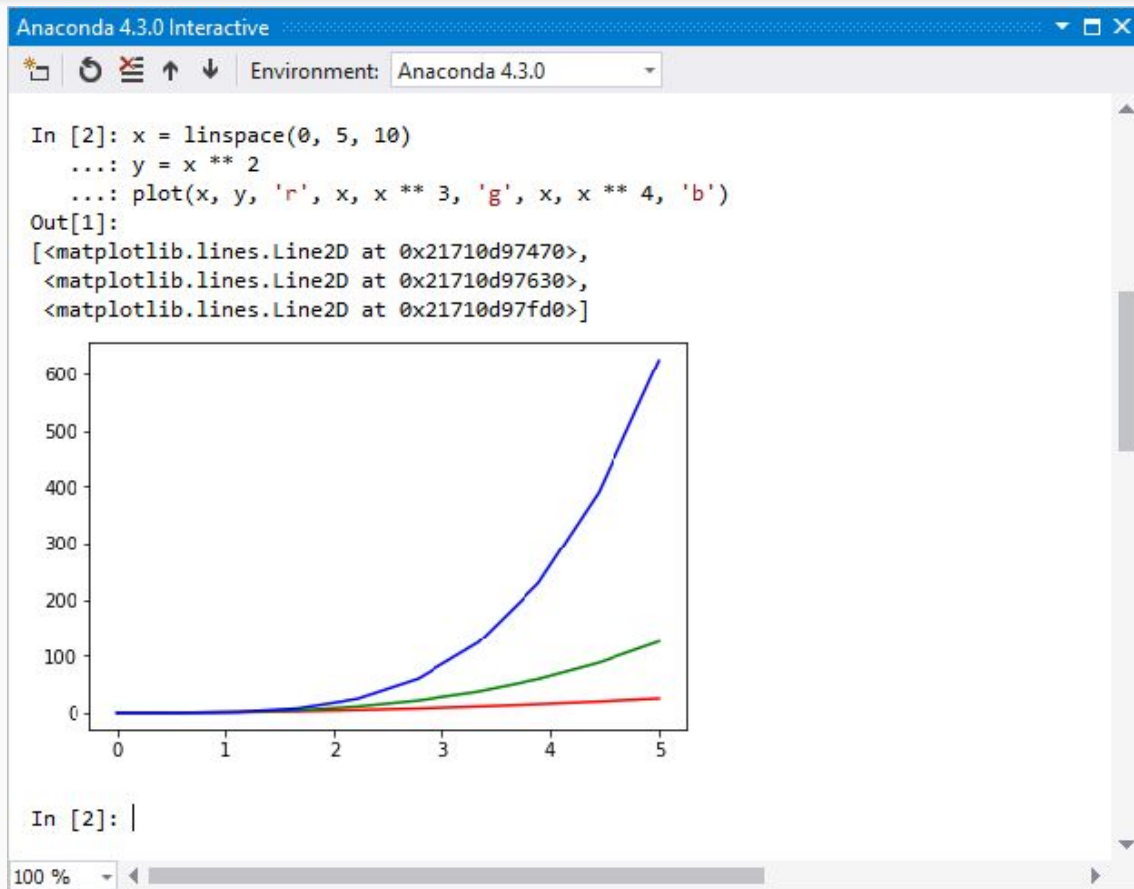 Anaconda 4.3.0 Interactive
Environment: Anaconda 4.3.0
In [2]: x = linspace(0, 5, 10)
...: y = x ** 2
...: plot(x, y, 'r', x, x ** 3, 'g', x, x ** 4, 'b')
Out[1]:
[<matplotlib.lines.Line2D at 0x21710d97470>,
<matplotlib.lines.Line2D at 0x21710d97630>,
<matplotlib.lines.Line2D at 0x21710d97fd0>]
600
500
400
300
200
100
0
0 1 2 3 4 5
In [2]:
100 %